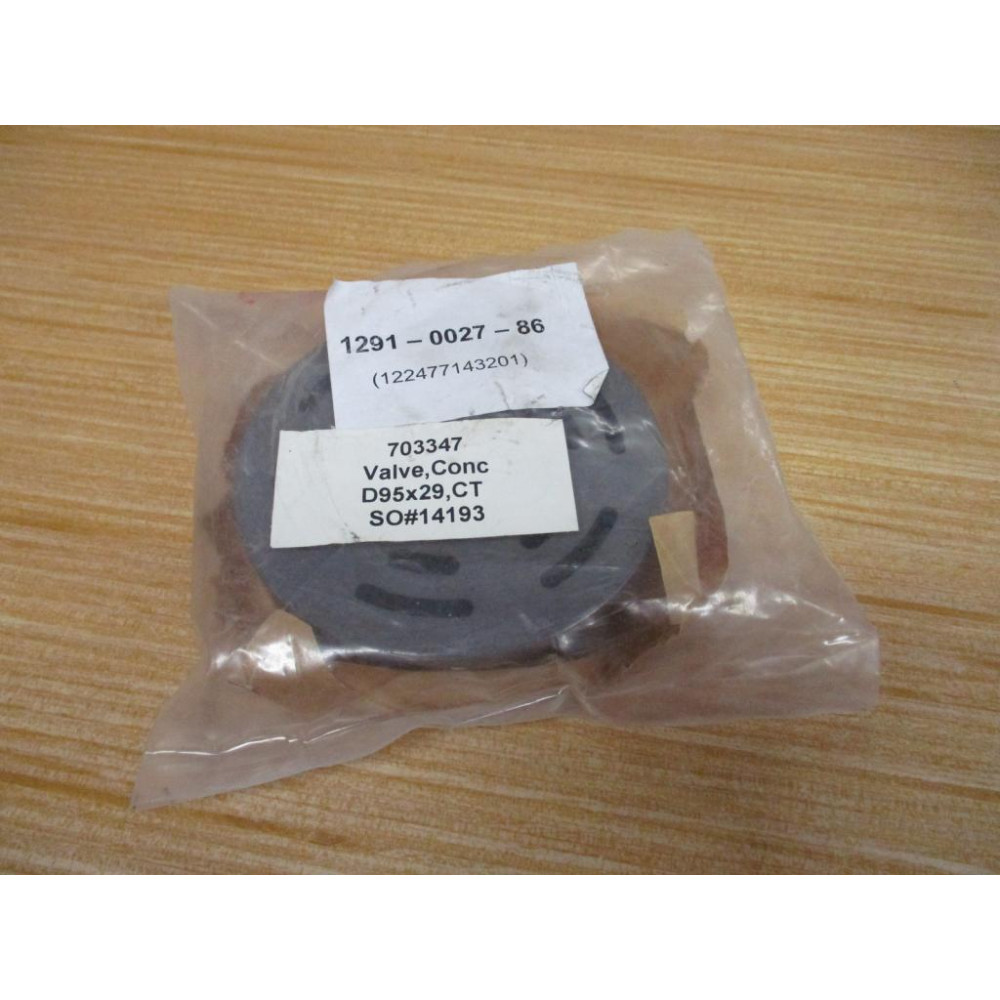 1291 – 0027 – 86
(122477143201)
703347
Valve,Conc
D95x29,CT
SO#14193